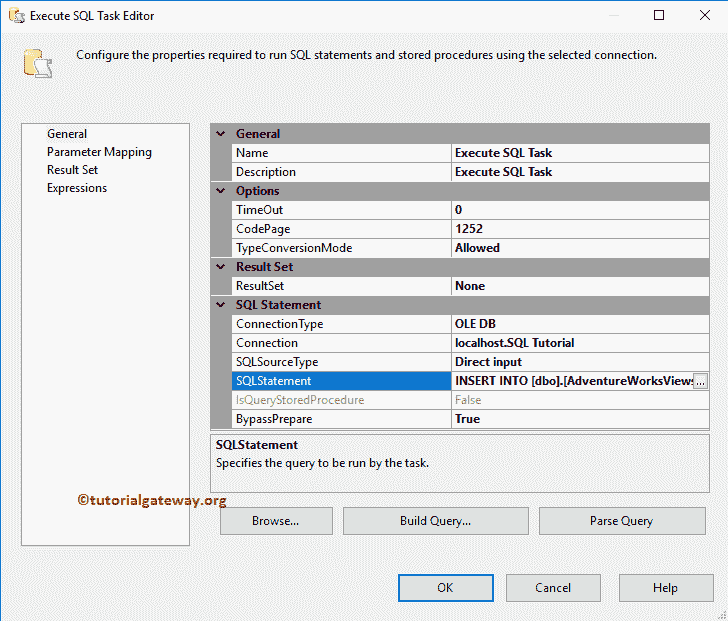 Execute SQL Task Editor
Configure the properties required to run SQL statements and stored procedures using the selected connection.
General
Parameter Mapping
Result Set
Expressions
General
Name Execute SQL Task
Description Execute SQL Task
Options
TimeOut 0
CodePage 1252
TypeConversionMode Allowed
Result Set
ResultSet None
SQL Statement
ConnectionType OLE DB
Connection localhost.SQL Tutorial
SQLSourceType Direct input
SQLStatement INSERT INTO [dbo].[AdventureWorksViews ...
IsQueryStoredProcedure False
BypassPrepare True
SQLStatement
Specifies the query to be run by the task.
©tutorialgateway.org
Browse... Build Query... Parse Query
OK Cancel Help